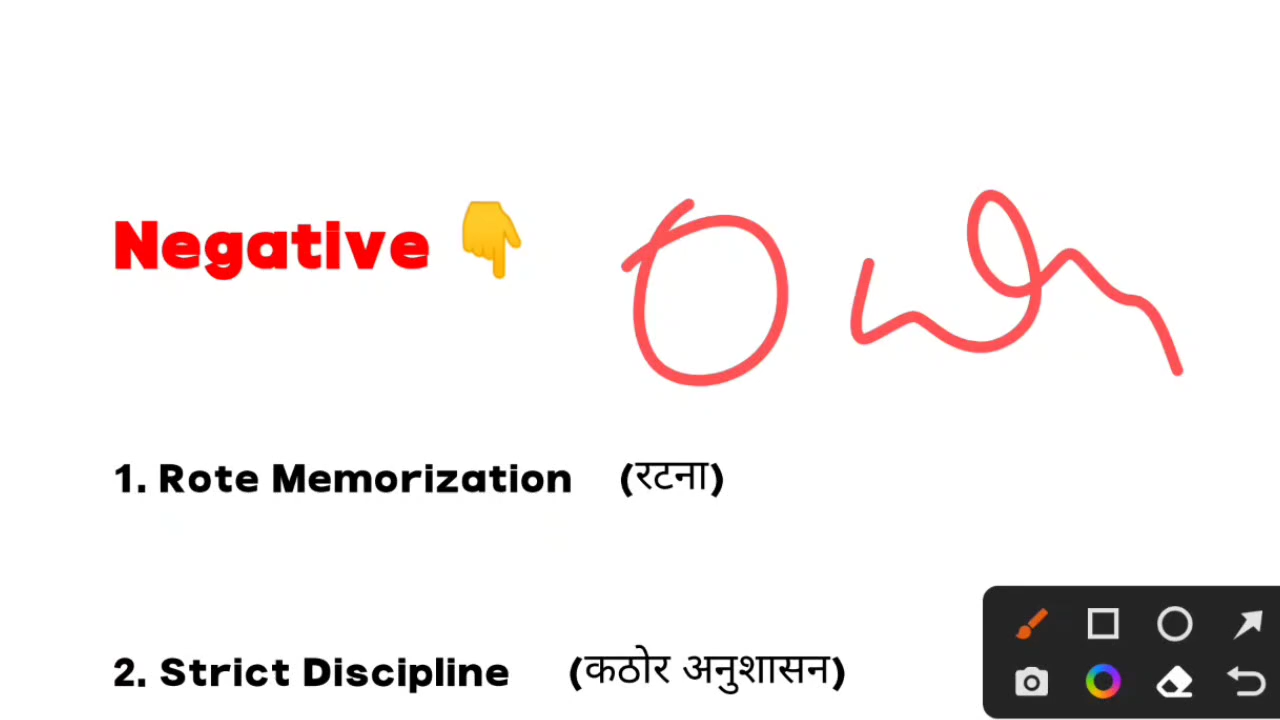 Negative 👇
1. Rote Memorization (रटना)
2. Strict Discipline (कठोर अनुशासन)